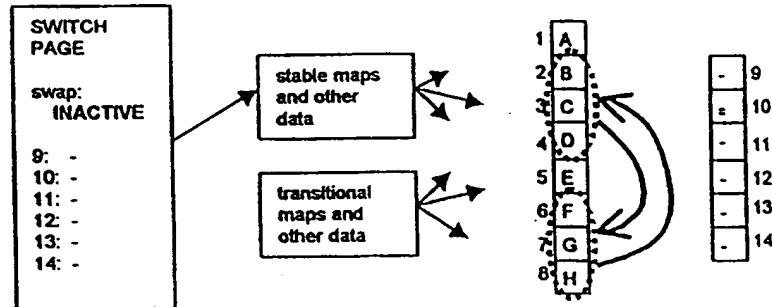 SWITCH
PAGE
swap:
INACTIVE
9: -
10: -
11: -
12: -
13: -
14: -
stable maps
and other
data
transitional
maps and
other data
1 A
2 B
3 C
4 D
5 E
6 F
7 G
8 H
- 9
- 10
- 11
- 12
- 13
- 14